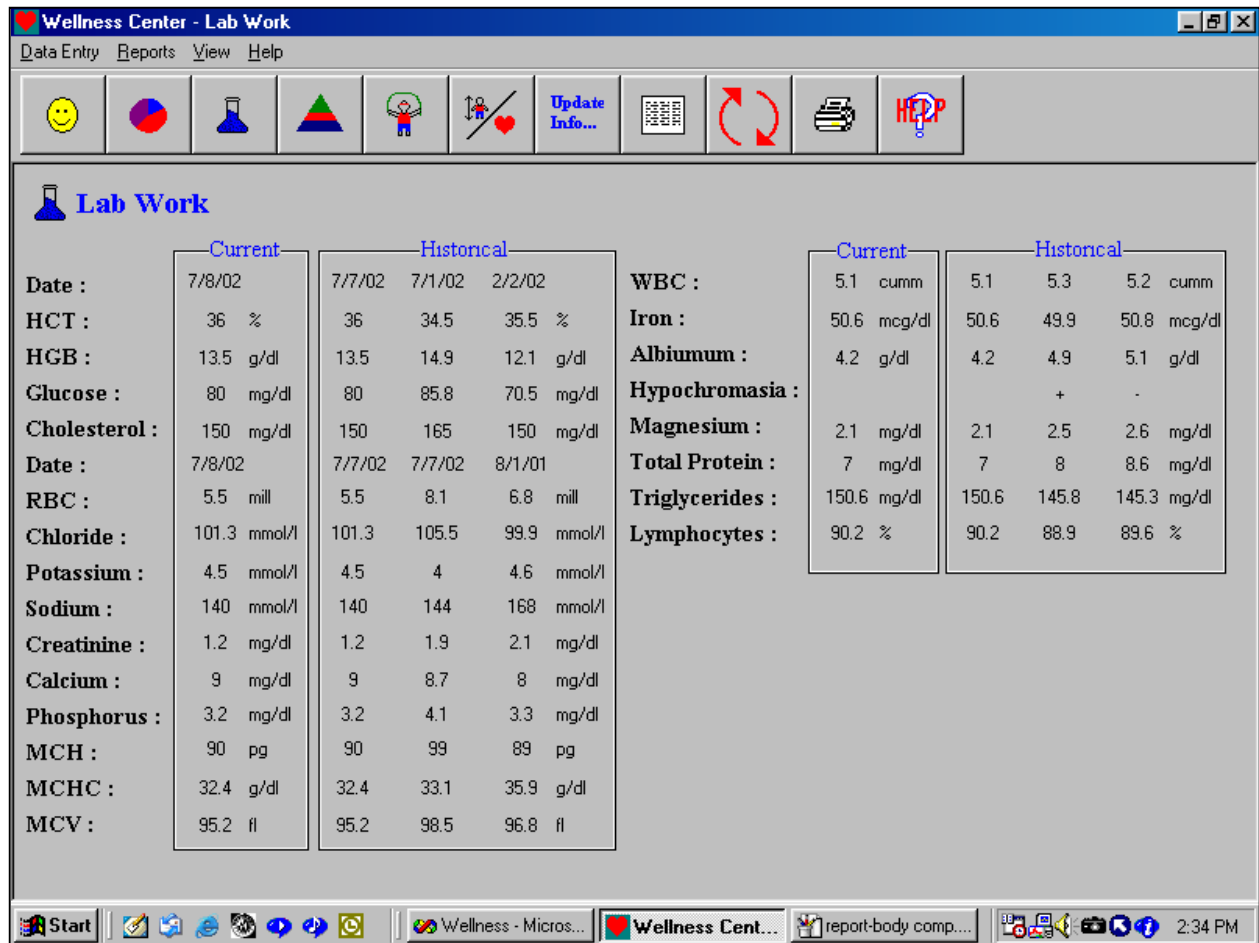 Wellness Center - Lab Work
Data Entry Reports View Help
Update
Info...
HELP
Lab Work
Current Historical
Date : 7/8/02 7/7/02 7/1/02 2/2/02
HCT : 36 % 36 34.5 35.5 %
HGB : 13.5 g/dl 13.5 14.9 12.1 g/dl
Glucose : 80 mg/dl 80 85.8 70.5 mg/dl
Cholesterol : 150 mg/dl 150 165 150 mg/dl
Date : 7/8/02 7/7/02 7/7/02 8/1/01
RBC : 5.5 mill 5.5 8.1 6.8 mill
Chloride : 101.3 mmol/l 101.3 105.5 99.9 mmol/l
Potassium : 4.5 mmol/l 4.5 4 4.6 mmol/l
Sodium : 140 mmol/l 140 144 168 mmol/l
Creatinine : 1.2 mg/dl 1.2 1.9 2.1 mg/dl
Calcium : 9 mg/dl 9 8.7 8 mg/dl
Phosphorus : 3.2 mg/dl 3.2 4.1 3.3 mg/dl
MCH : 90 pg 90 99 89 pg
MCHC : 32.4 g/dl 32.4 33.1 35.9 g/dl
MCV : 95.2 fl 95.2 98.5 96.8 fl
Current Historical
WBC : 5.1 cumm 5.1 5.3 5.2 cumm
Iron : 50.6 mcg/dl 50.6 49.9 50.8 mcg/dl
Albiumum : 4.2 g/dl 4.2 4.9 5.1 g/dl
Hypochromasia : + -
Magnesium : 2.1 mg/dl 2.1 2.5 2.6 mg/dl
Total Protein : 7 mg/dl 7 8 8.6 mg/dl
Triglycerides : 150.6 mg/dl 150.6 145.8 145.3 mg/dl
Lymphocytes : 90.2 % 90.2 88.9 89.6 %
Start Wellness - Micros... Wellness Cent... report-body comp.... 2:34 PM